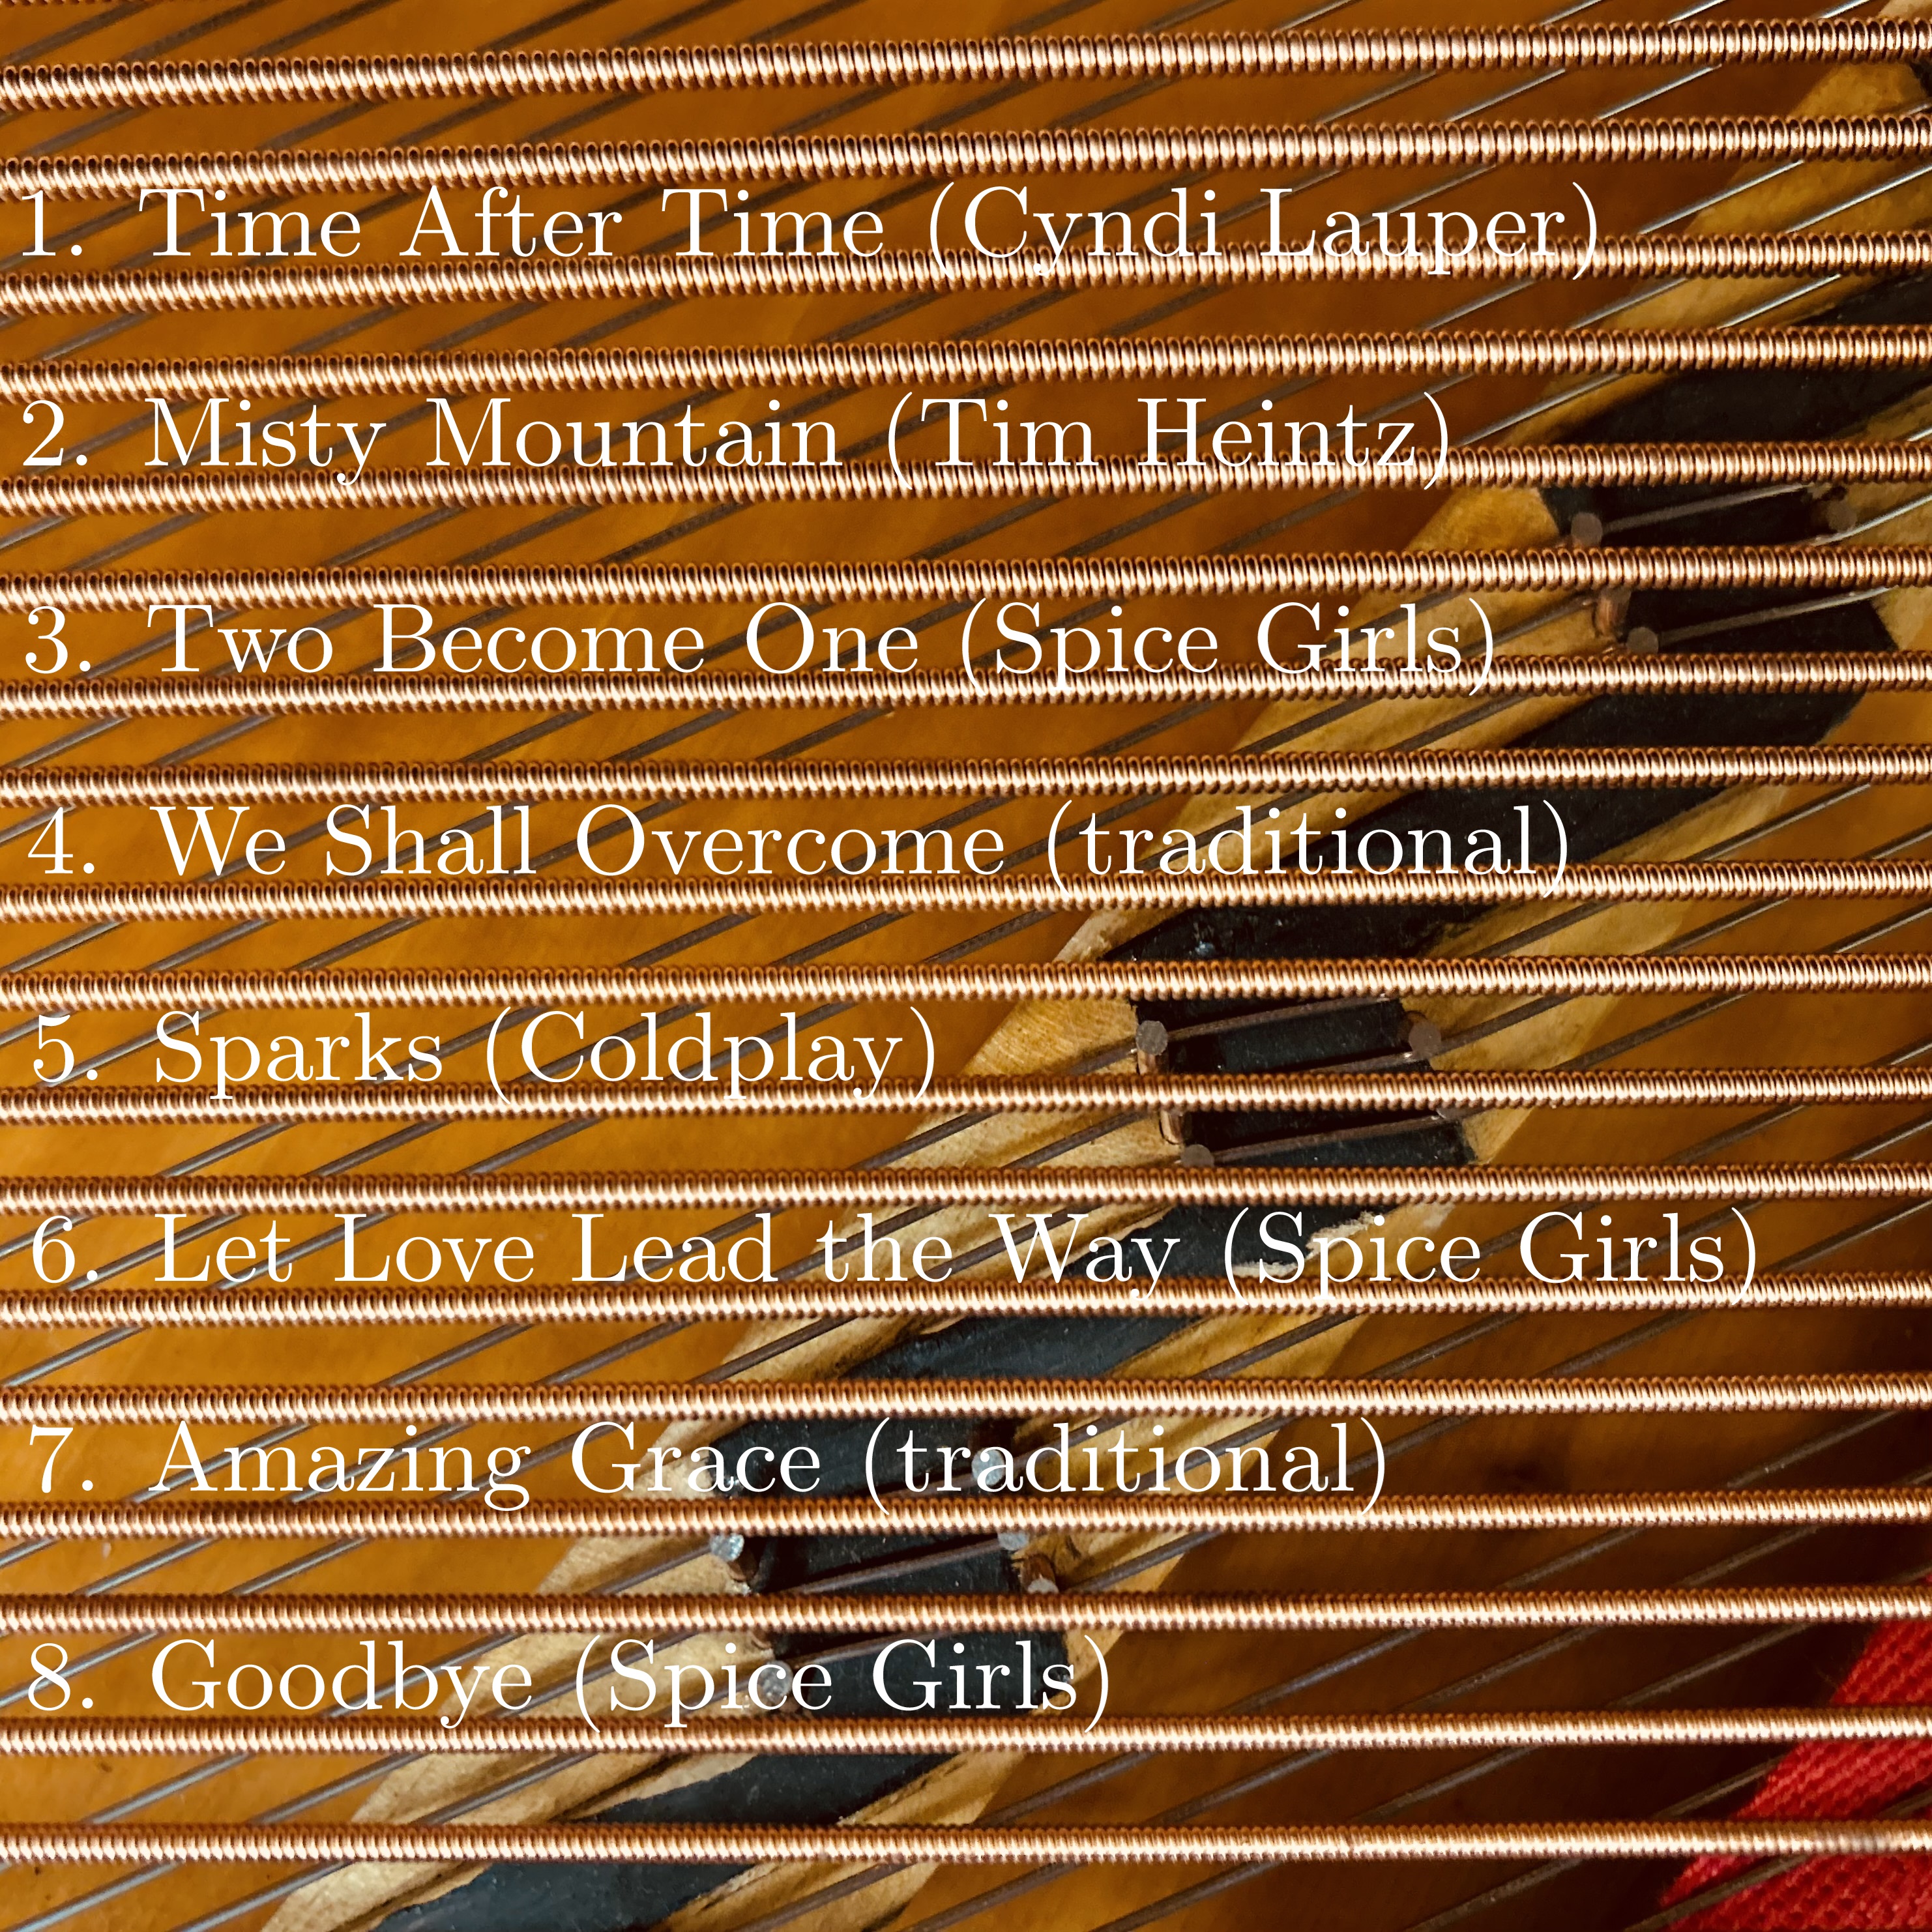 1. Time After Time (Cyndi Lauper)
2. Misty Mountain (Tim Heintz)
3. Two Become One (Spice Girls)
4. We Shall Overcome (traditional)
5. Sparks (Coldplay)
6. Let Love Lead the Way (Spice Girls)
7. Amazing Grace (traditional)
8. Goodbye (Spice Girls)